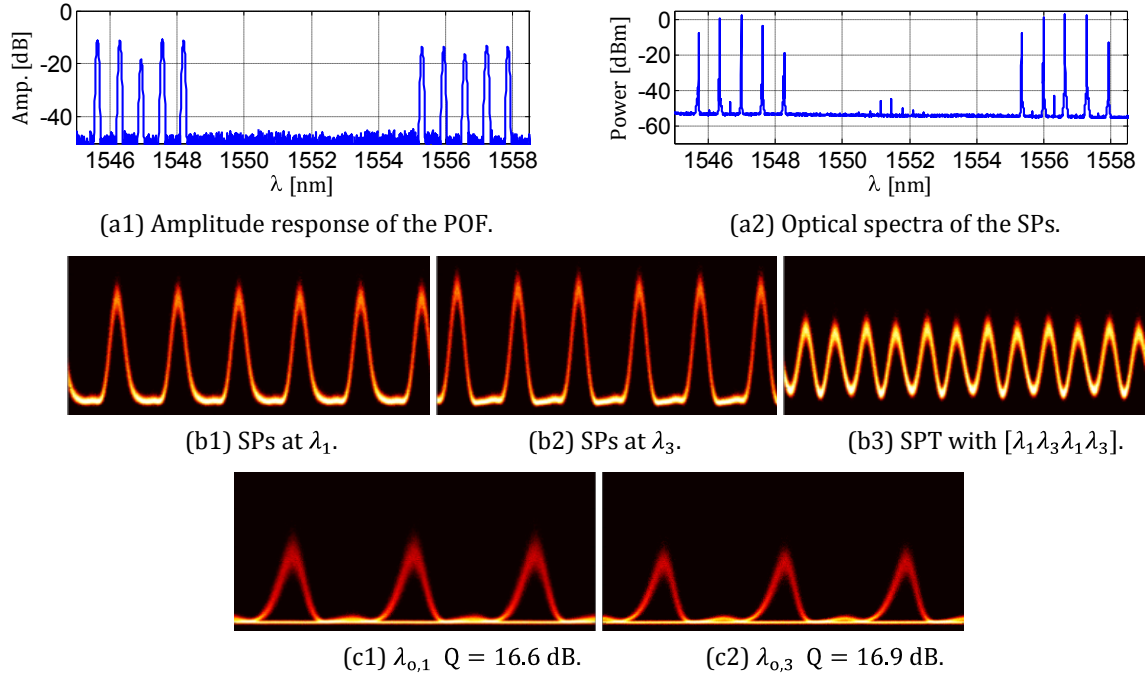 0
-20
-40
Amp. [dB]
1546 1548 1550 1552 1554 1556 1558
λ [nm]
(a1) Amplitude response of the POF.
0
-20
-40
-60
Power [dBm]
1546 1548 1550 1552 1554 1556 1558
λ [nm]
(a2) Optical spectra of the SPs.
(b1) SPs at λ₁.
(b2) SPs at λ₃.
(b3) SPT with [λ₁λ₃λ₁λ₃].
(c1) λₒ,₁ Q = 16.6 dB.
(c2) λₒ,₃ Q = 16.9 dB.